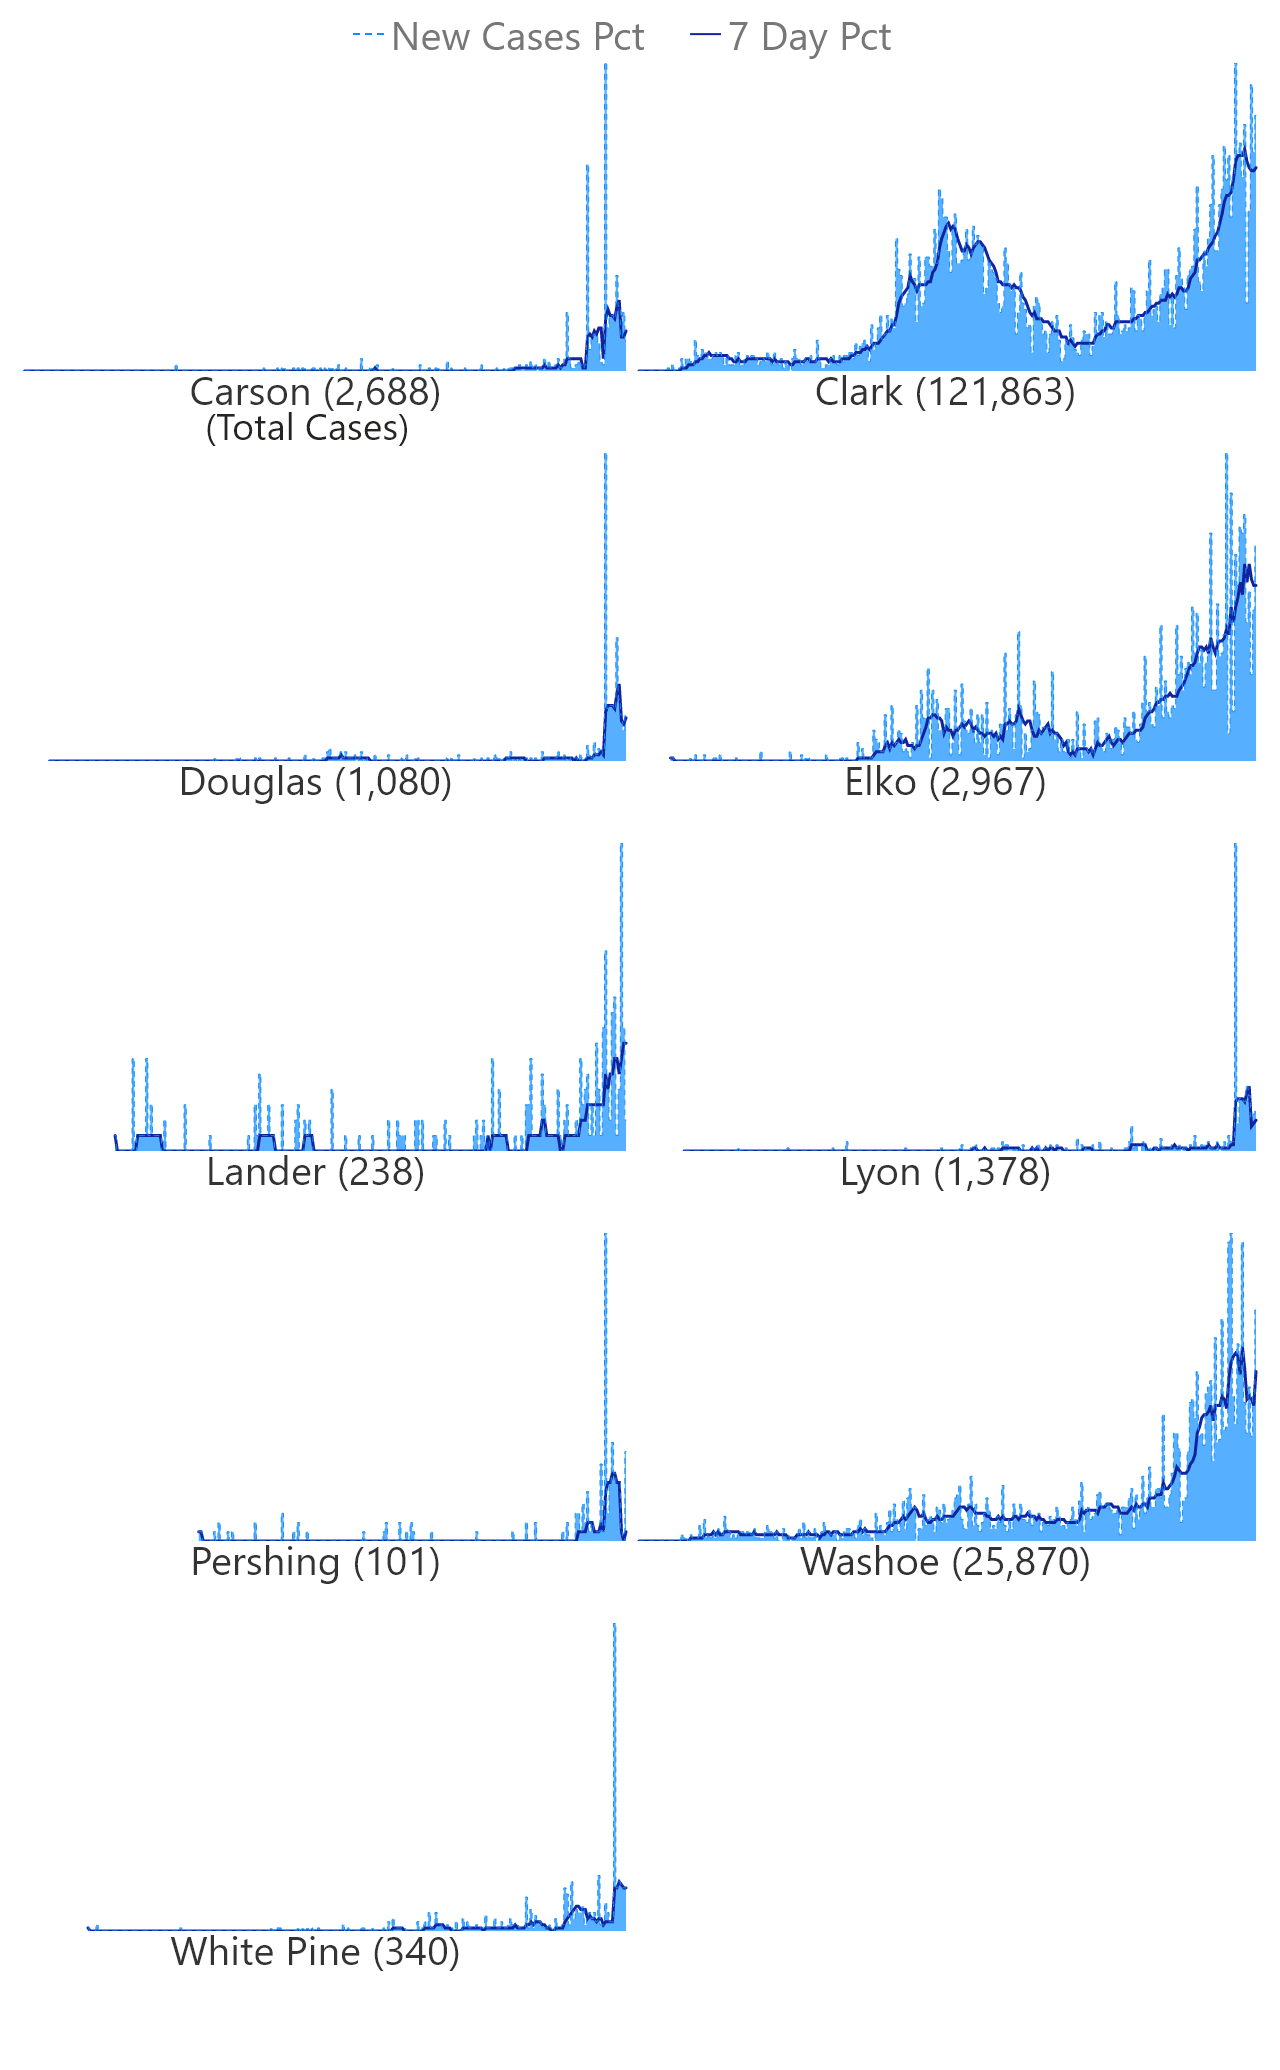 New Cases Pct 7 Day Pct
Carson (2,688) Clark (121,863)
(Total Cases)
Douglas (1,080) Elko (2,967)
Lander (238) Lyon (1,378)
Pershing (101) Washoe (25,870)
White Pine (340)